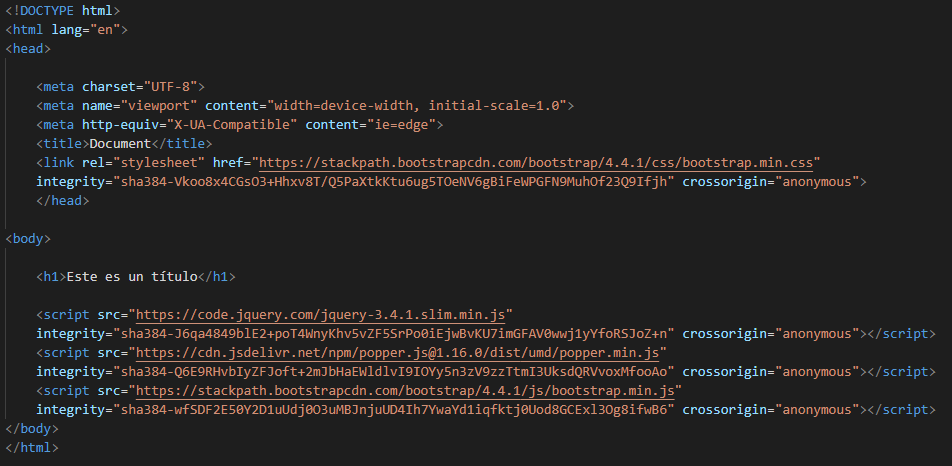 <!DOCTYPE html>
<html lang="en">
<head>
<meta charset="UTF-8">
<meta name="viewport" content="width=device-width, initial-scale=1.0">
<meta http-equiv="X-UA-Compatible" content="ie=edge">
<title>Document</title>
<link rel="stylesheet" href="https://stackpath.bootstrapcdn.com/bootstrap/4.4.1/css/bootstrap.min.css"
integrity="sha384-Vkoo8x4CGsO3+Hhxv8T/Q5PaXtkKtu6ug5TOeNV6gBiFeWPGFN9MuhOf23Q9Ifjh" crossorigin="anonymous">
</head>
<body>
<h1>Este es un título</h1>
<script src="https://code.jquery.com/jquery-3.4.1.slim.min.js"
integrity="sha384-J6qa4849blE2+poT4WnyKhv5vZF5SrPo0iEjwBvKU7imGFAV0wwj1yYfoRSJoZ+n" crossorigin="anonymous"></script>
<script src="https://cdn.jsdelivr.net/npm/popper.js@1.16.0/dist/umd/popper.min.js"
integrity="sha384-Q6E9RHvbIyZFJoft+2mJbHaEWldlvI9IOYy5n3zV9zzTtmI3UksdQRVvoxMfooAo" crossorigin="anonymous"></script>
<script src="https://stackpath.bootstrapcdn.com/bootstrap/4.4.1/js/bootstrap.min.js"
integrity="sha384-wfSDF2E50Y2D1uUdj0O3uMBJnjuUD4Ih7YwaYd1iqfktj0Uod8GCExl3Og8ifwB6" crossorigin="anonymous"></script>
</body>
</html>